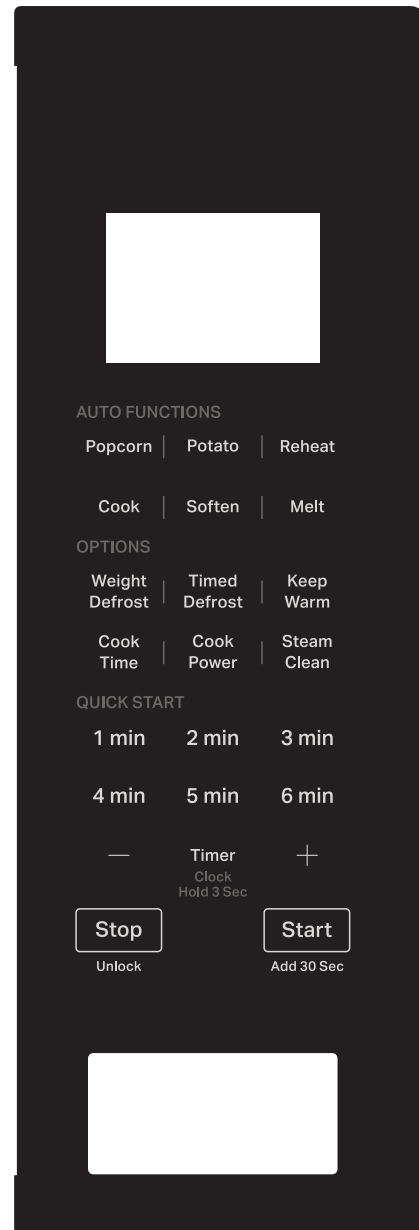 AUTO FUNCTIONS
Popcorn Potato Reheat
Cook Soften Melt
OPTIONS
Weight Timed Keep
Defrost Defrost Warm
Cook Cook Steam
Time Power Clean
QUICK START
1 min 2 min 3 min
4 min 5 min 6 min
— Timer +
Clock
Hold 3 Sec
Stop Start
Unlock Add 30 Sec